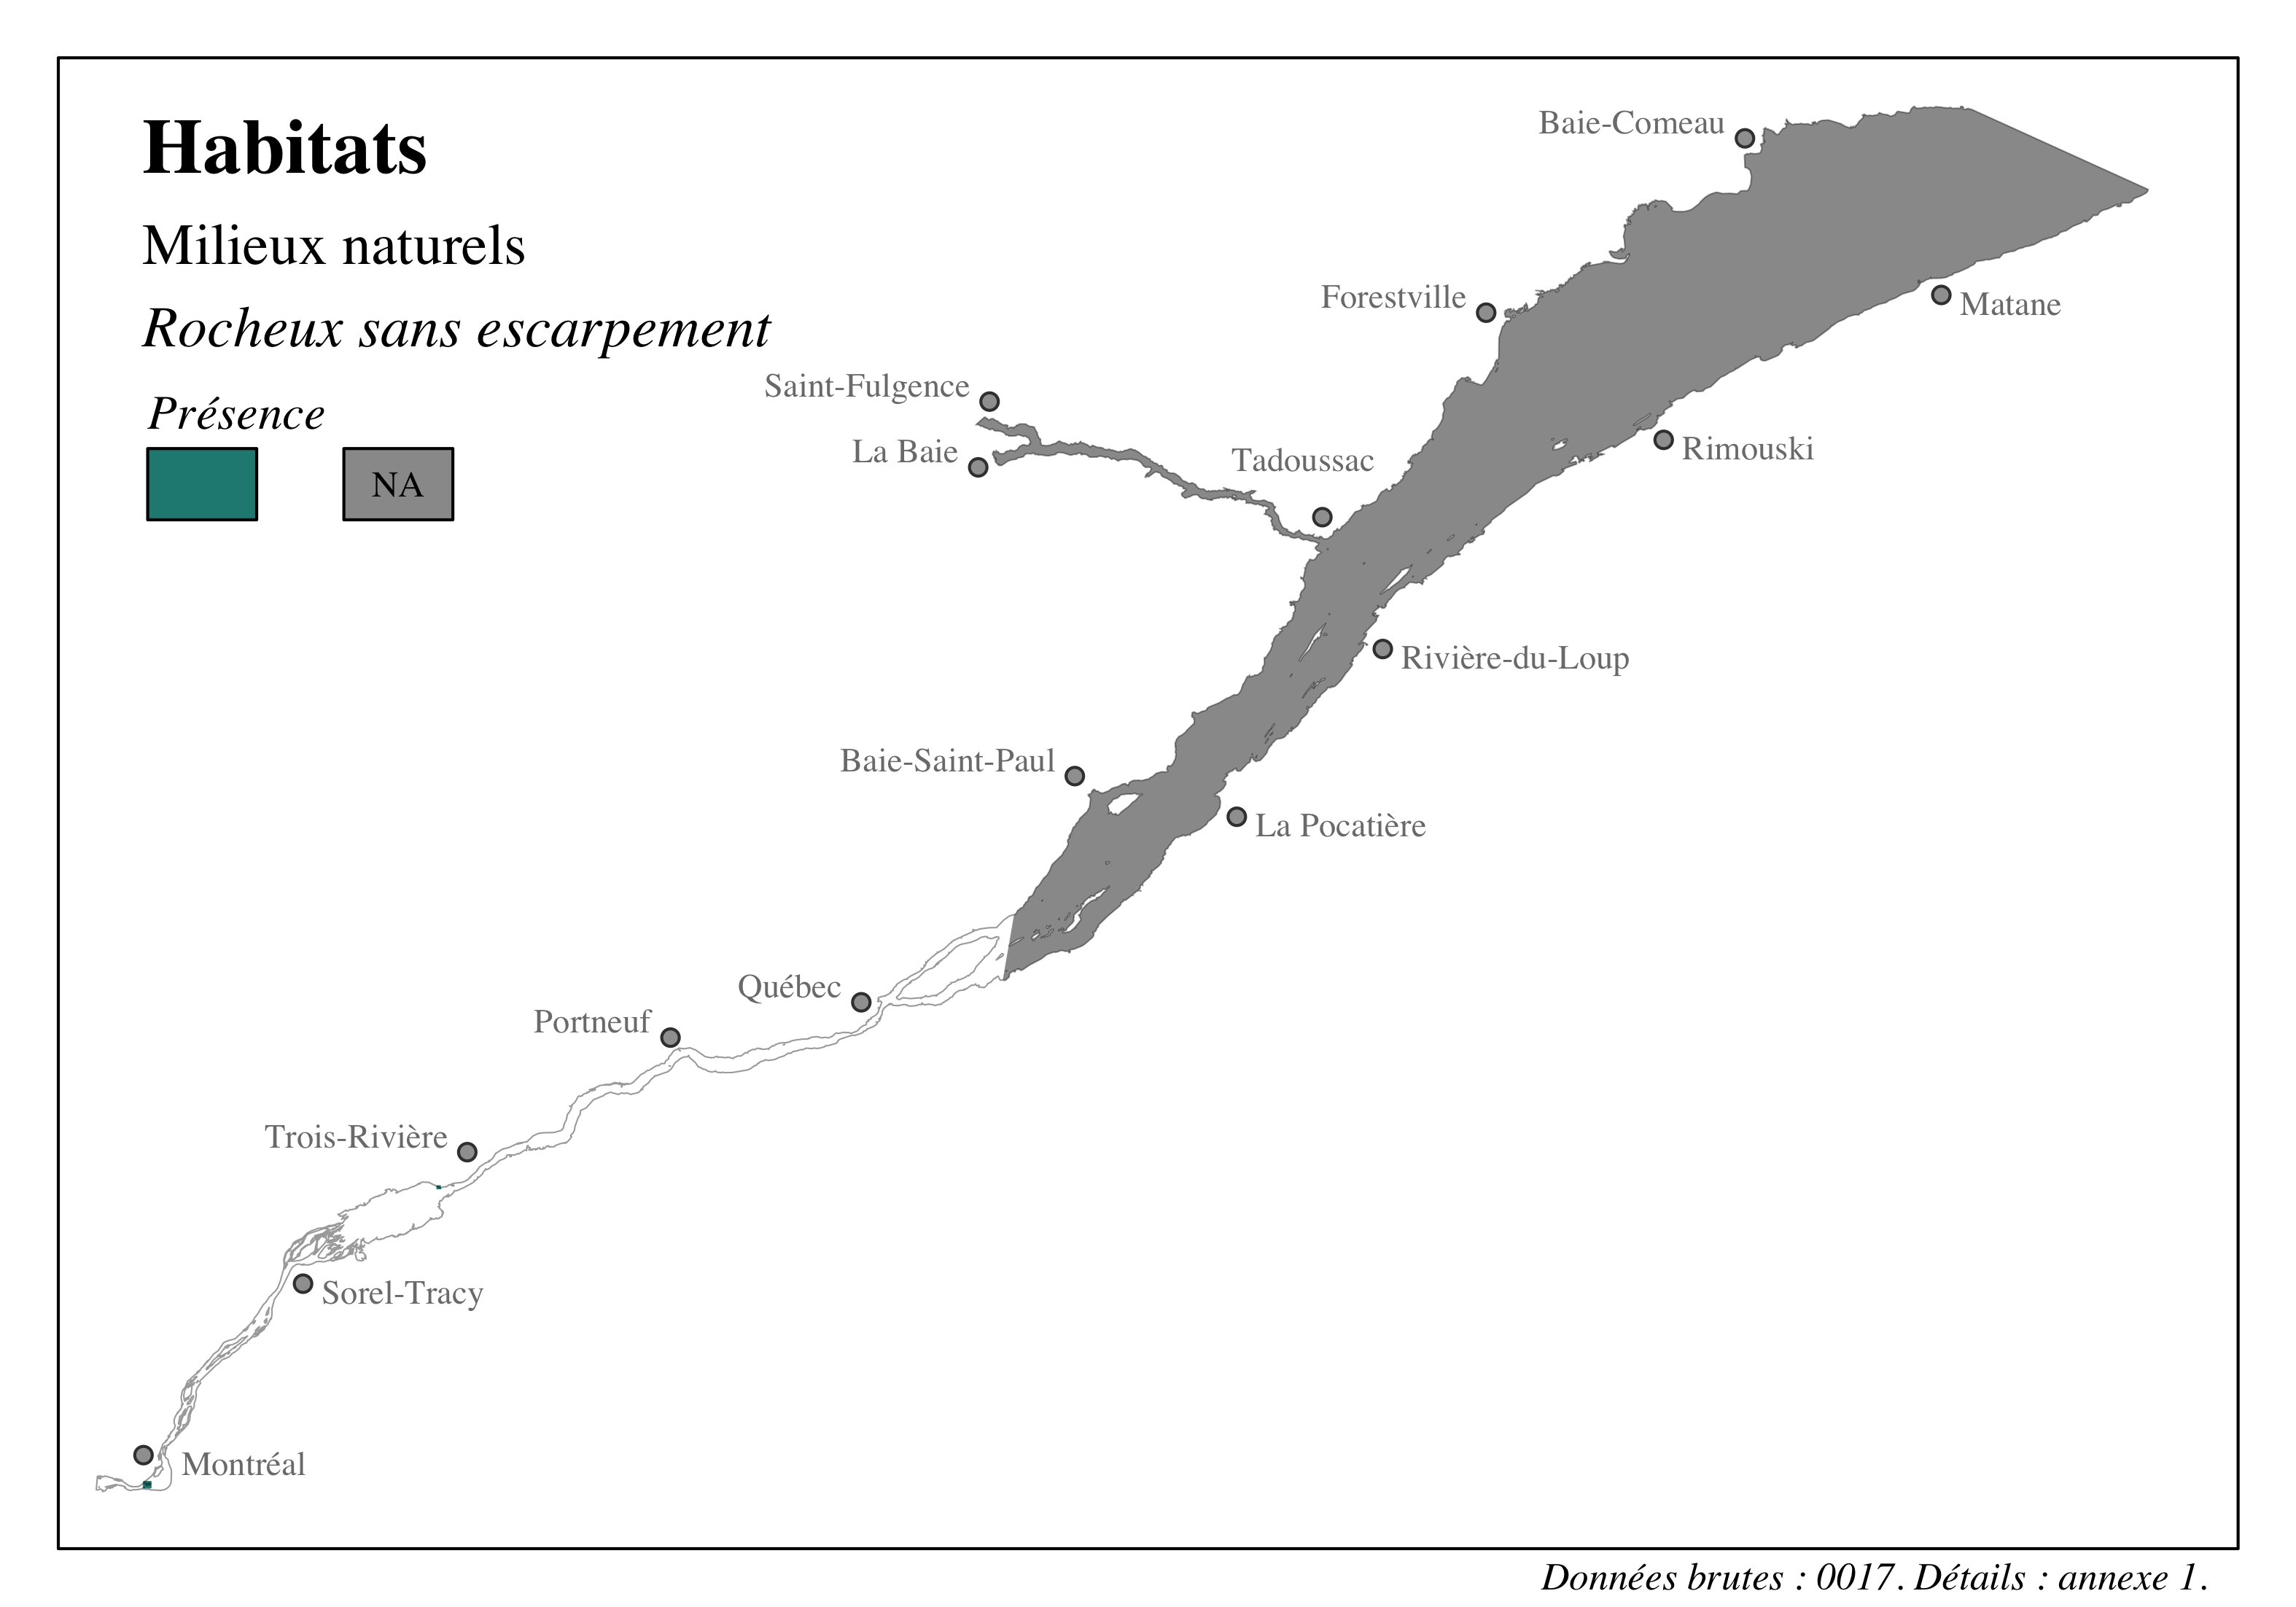 Habitats
Milieux naturels
Rocheux sans escarpement
Présence
NA
Baie-Comeau
Forestville
Matane
Saint-Fulgence
La Baie
Tadoussac
Rimouski
Rivière-du-Loup
Baie-Saint-Paul
La Pocatière
Québec
Portneuf
Trois-Rivière
Sorel-Tracy
Montréal
Données brutes : 0017. Détails : annexe 1.